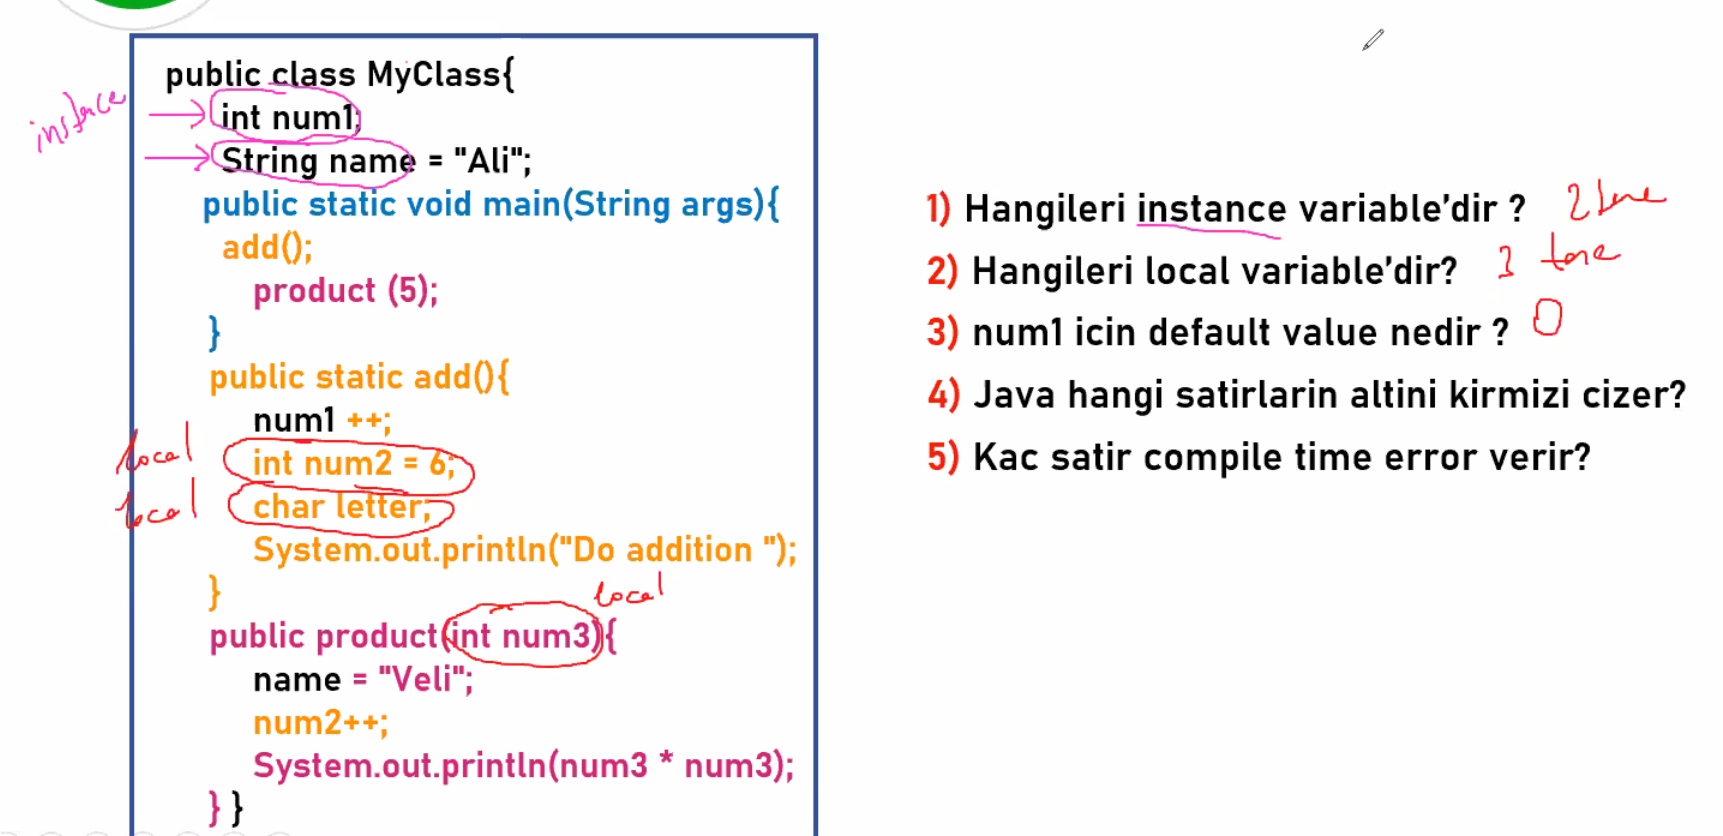 public class MyClass{
instance
int num1;
String name = "Ali";
public static void main(String args){
add();
product (5);
}
public static add(){
num1 ++;
local
int num2 = 6;
local
char letter;
System.out.println("Do addition ");
}
local
public product(int num3){
name = "Veli";
num2++;
System.out.println(num3 * num3);
} }
1) Hangileri instance variable'dir ? 2 tane
2) Hangileri local variable'dir? 3 tane
3) num1 icin default value nedir ? 0
4) Java hangi satirlarin altini kirmizi cizer?
5) Kac satir compile time error verir?